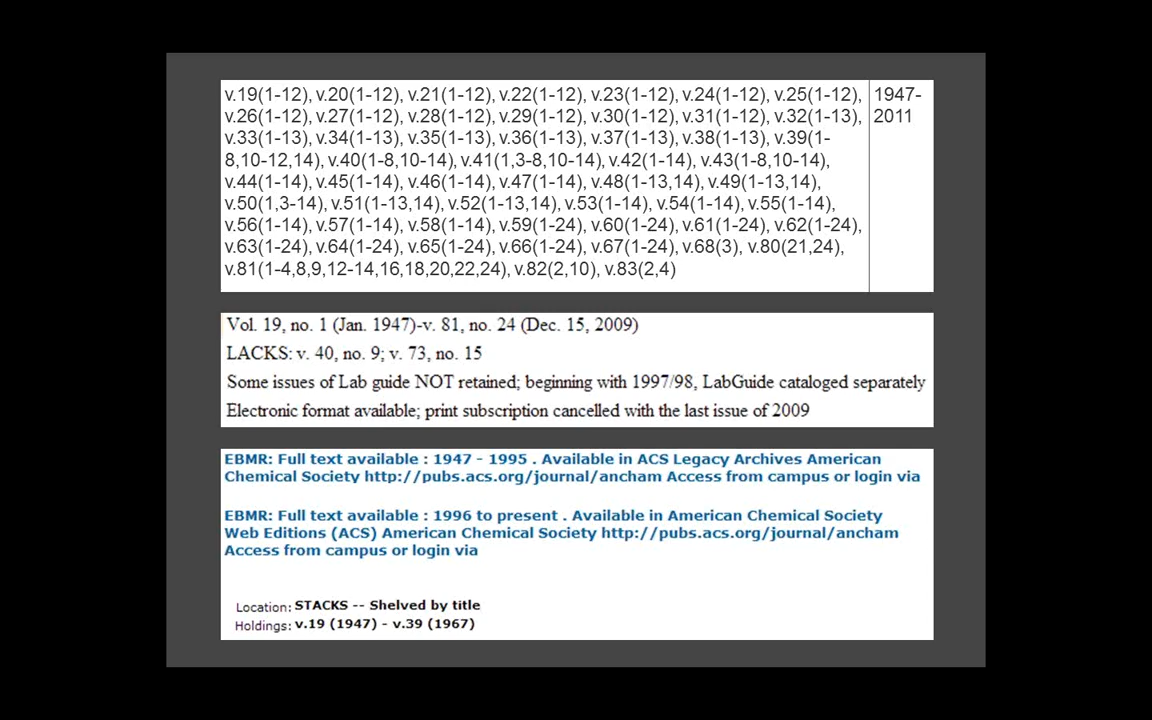 v.19(1-12), v.20(1-12), v.21(1-12), v.22(1-12), v.23(1-12), v.24(1-12), v.25(1-12),
v.26(1-12), v.27(1-12), v.28(1-12), v.29(1-12), v.30(1-12), v.31(1-12), v.32(1-13),
v.33(1-13), v.34(1-13), v.35(1-13), v.36(1-13), v.37(1-13), v.38(1-13), v.39(1-
8,10-12,14), v.40(1-8,10-14), v.41(1,3-8,10-14), v.42(1-14), v.43(1-8,10-14),
v.44(1-14), v.45(1-14), v.46(1-14), v.47(1-14), v.48(1-13,14), v.49(1-13,14),
v.50(1,3-14), v.51(1-13,14), v.52(1-13,14), v.53(1-14), v.54(1-14), v.55(1-14),
v.56(1-14), v.57(1-14), v.58(1-14), v.59(1-24), v.60(1-24), v.61(1-24), v.62(1-24),
v.63(1-24), v.64(1-24), v.65(1-24), v.66(1-24), v.67(1-24), v.68(3), v.80(21,24),
v.81(1-4,8,9,12-14,16,18,20,22,24), v.82(2,10), v.83(2,4)
1947-
2011
Vol. 19, no. 1 (Jan. 1947)-v. 81, no. 24 (Dec. 15, 2009)
LACKS: v. 40, no. 9; v. 73, no. 15
Some issues of Lab guide NOT retained; beginning with 1997/98, LabGuide cataloged separately
Electronic format available; print subscription cancelled with the last issue of 2009
EBMR: Full text available : 1947 - 1995 . Available in ACS Legacy Archives American
Chemical Society http://pubs.acs.org/journal/ancham Access from campus or login via
EBMR: Full text available : 1996 to present . Available in American Chemical Society
Web Editions (ACS) American Chemical Society http://pubs.acs.org/journal/ancham
Access from campus or login via
Location: STACKS -- Shelved by title
Holdings: v.19 (1947) - v.39 (1967)